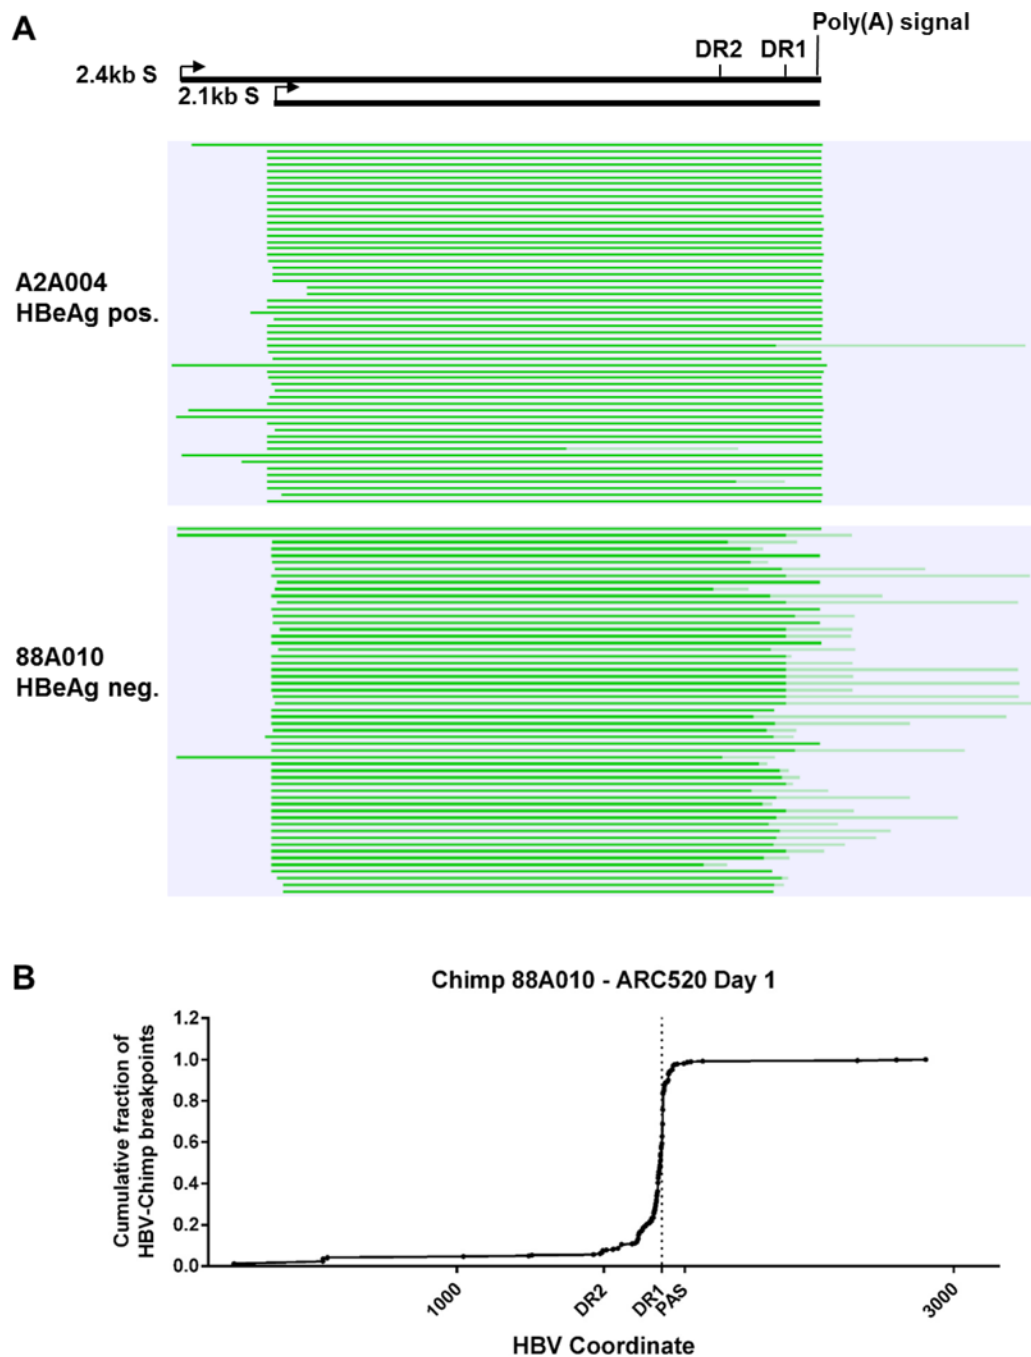 A
Poly(A) signal
DR2 DR1
2.4kb S
2.1kb S
A2A004
HBeAg pos.
88A010
HBeAg neg.
B
Chimp 88A010 - ARC520 Day 1
Cumulative fraction of
HBV-Chimp breakpoints
1.2
1.0
0.8
0.6
0.4
0.2
0.0
1000 DR2 DR1 PAS 3000
HBV Coordinate